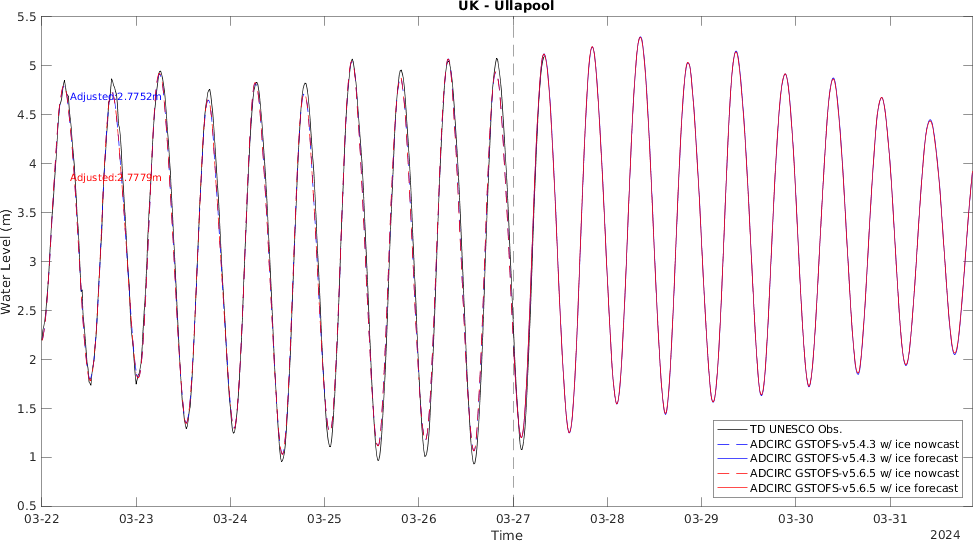 UK - Ullapool
5.5
5
4.5
4
3.5
3
2.5
2
1.5
1
0.5
Water Level (m)
Adjusted:2.7752m
Adjusted:2.7779m
TD UNESCO Obs.
ADCIRC GSTOFS-v5.4.3 w/ ice nowcast
ADCIRC GSTOFS-v5.4.3 w/ ice forecast
ADCIRC GSTOFS-v5.6.5 w/ ice nowcast
ADCIRC GSTOFS-v5.6.5 w/ ice forecast
03-22 03-23 03-24 03-25 03-26 03-27 03-28 03-29 03-30 03-31
Time
2024